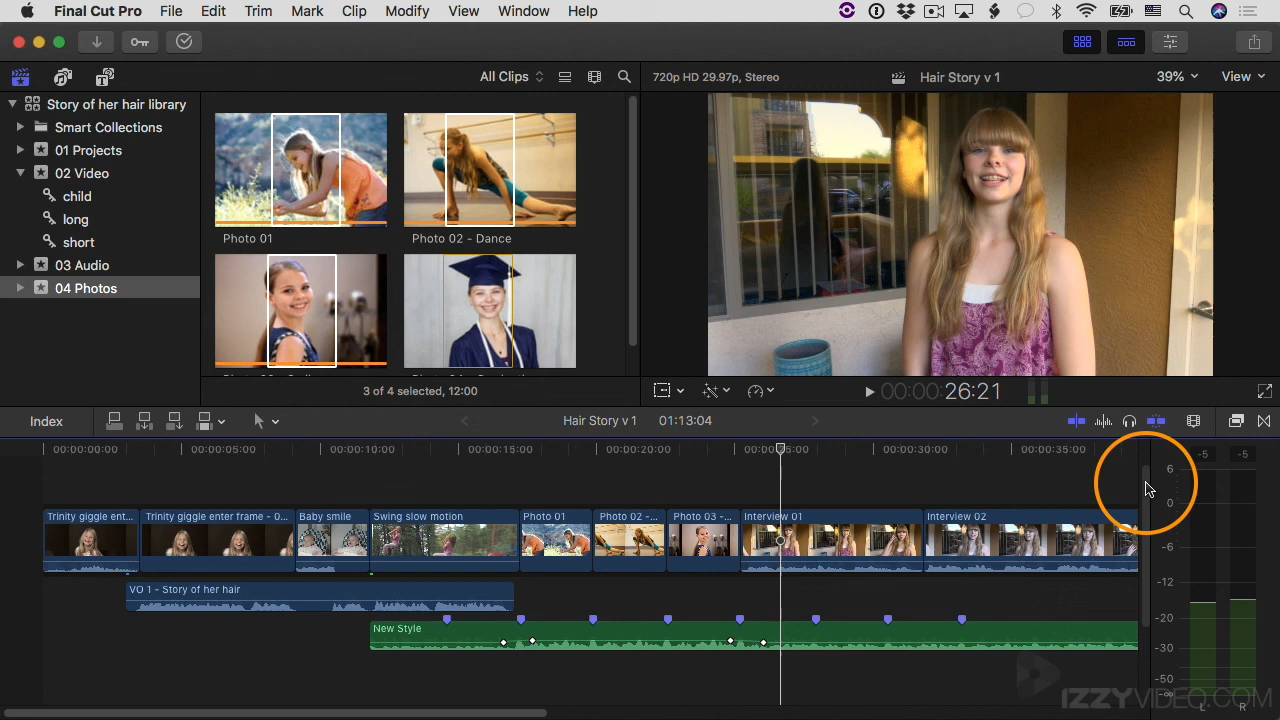 Final Cut Pro File Edit Trim Mark Clip Modify View Window Help
All Clips
720p HD 29.97p, Stereo
Hair Story v 1
39%
View
Story of her hair library
Smart Collections
01 Projects
02 Video
child
long
short
03 Audio
04 Photos
Photo 01
Photo 02 - Dance
3 of 4 selected, 12:00
00:00:26:21
Index
Hair Story v 1 01:13:04
00:00:00:00 00:00:05:00 00:00:10:00 00:00:15:00 00:00:20:00 00:00:25:00 00:00:30:00 00:00:35:00
Trinity giggle ent... Trinity giggle enter frame - 0... Baby smile Swing slow motion Photo 01 Photo 02 -... Photo 03 -... Interview 01 Interview 02
VO 1 - Story of her hair
New Style
-5 -5
6
0
-6
-12
-20
-30
-50
-∞
L R
IZZYVIDEO.COM